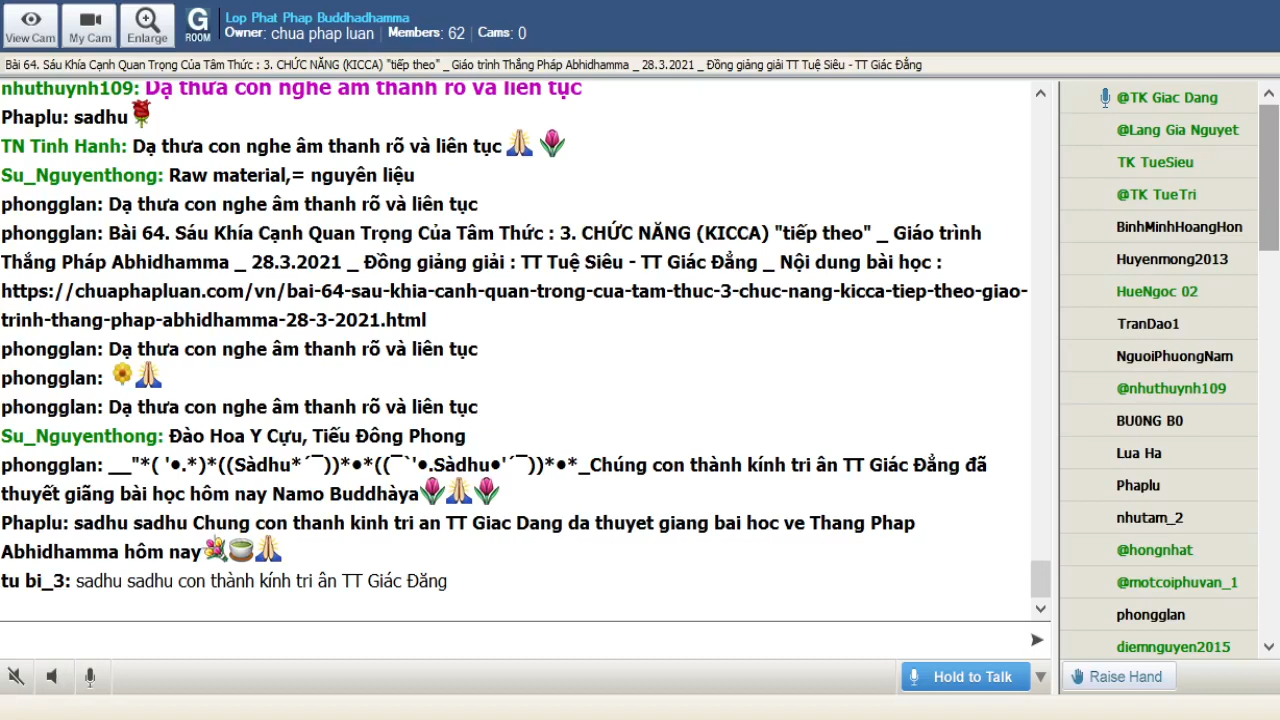 View Cam
My Cam
Enlarge
G
ROOM
Lop Phat Phap Buddhadhamma
Owner: chua phap luan | Members: 62 | Cams: 0
Bài 64. Sáu Khía Cạnh Quan Trọng Của Tâm Thức : 3. CHỨC NĂNG (KICCA) "tiếp theo" _ Giáo trình Thắng Pháp Abhidhamma _ 28.3.2021 _ Đồng giảng giải TT Tuệ Siêu - TT Giác Đẳng
nhuthuynh109: Dạ thưa con nghe âm thanh rõ và liên tục
Phaplu: sadhu
TN Tinh Hanh: Dạ thưa con nghe âm thanh rõ và liên tục
Su_Nguyenthong: Raw material,= nguyên liệu
phongglan: Dạ thưa con nghe âm thanh rõ và liên tục
phongglan: Bài 64. Sáu Khía Cạnh Quan Trọng Của Tâm Thức : 3. CHỨC NĂNG (KICCA) "tiếp theo" _ Giáo trình
Thắng Pháp Abhidhamma _ 28.3.2021 _ Đồng giảng giải : TT Tuệ Siêu - TT Giác Đẳng _ Nội dung bài học :
https://chuaphapluan.com/vn/bai-64-sau-khia-canh-quan-trong-cua-tam-thuc-3-chuc-nang-kicca-tiep-theo-giao-
trinh-thang-phap-abhidhamma-28-3-2021.html
phongglan: Dạ thưa con nghe âm thanh rõ và liên tục
phongglan:
phongglan: Dạ thưa con nghe âm thanh rõ và liên tục
Su_Nguyenthong: Đào Hoa Y Cựu, Tiếu Đông Phong
phongglan: __"*( '●.*)*((Sàdhu*´¯))*●*((¯`'●.Sàdhu●'´¯))*●*_Chúng con thành kính tri ân TT Giác Đẳng đã
thuyết giãng bài học hôm nay Namo Buddhàya
Phaplu: sadhu sadhu Chung con thanh kinh tri an TT Giac Dang da thuyet giang bai hoc ve Thang Phap
Abhidhamma hôm nay
tu bi_3: sadhu sadhu con thành kính tri ân TT Giác Đăng
Hold to Talk
@TK Giac Dang
@Lang Gia Nguyet
TK TueSieu
@TK TueTri
BinhMinhHoangHon
Huyenmong2013
HueNgoc 02
TranDao1
NguoiPhuongNam
@nhuthuynh109
BU0NG B0
Lua Ha
Phaplu
nhutam_2
@hongnhat
@motcoiphuvan_1
phongglan
diemnguyen2015
Raise Hand